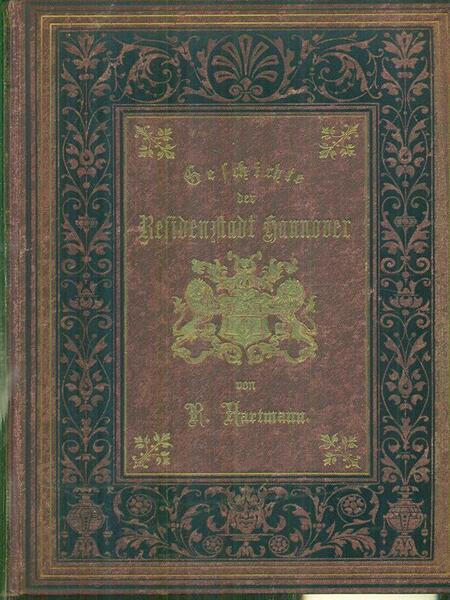 Geschichte
der
Residenzstadt Hannover
von
R. Hartmann.